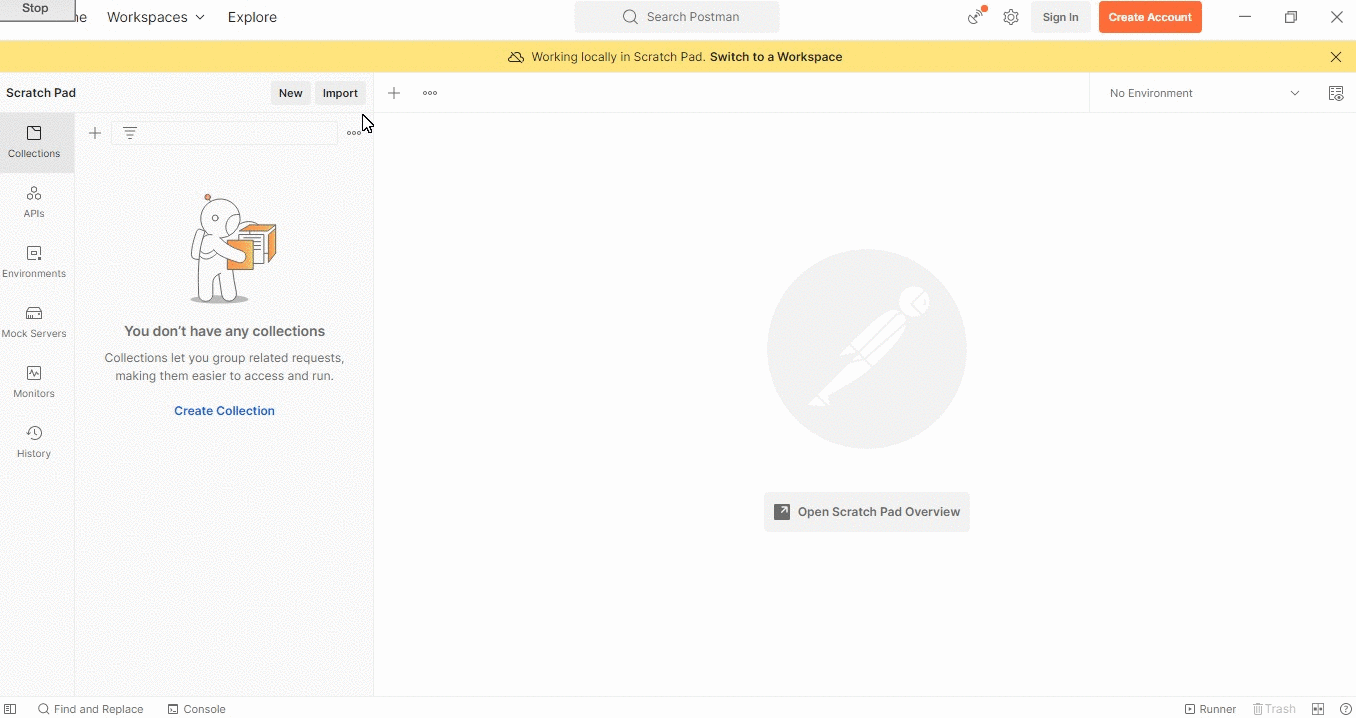 Stop
Workspaces
Explore
Search Postman
Sign In
Create Account
Working locally in Scratch Pad. Switch to a Workspace
Scratch Pad
New
Import
No Environment
Collections
APIs
Environments
Mock Servers
Monitors
History
You don't have any collections
Collections let you group related requests,
making them easier to access and run.
Create Collection
Open Scratch Pad Overview
Find and Replace
Console
Runner
Trash